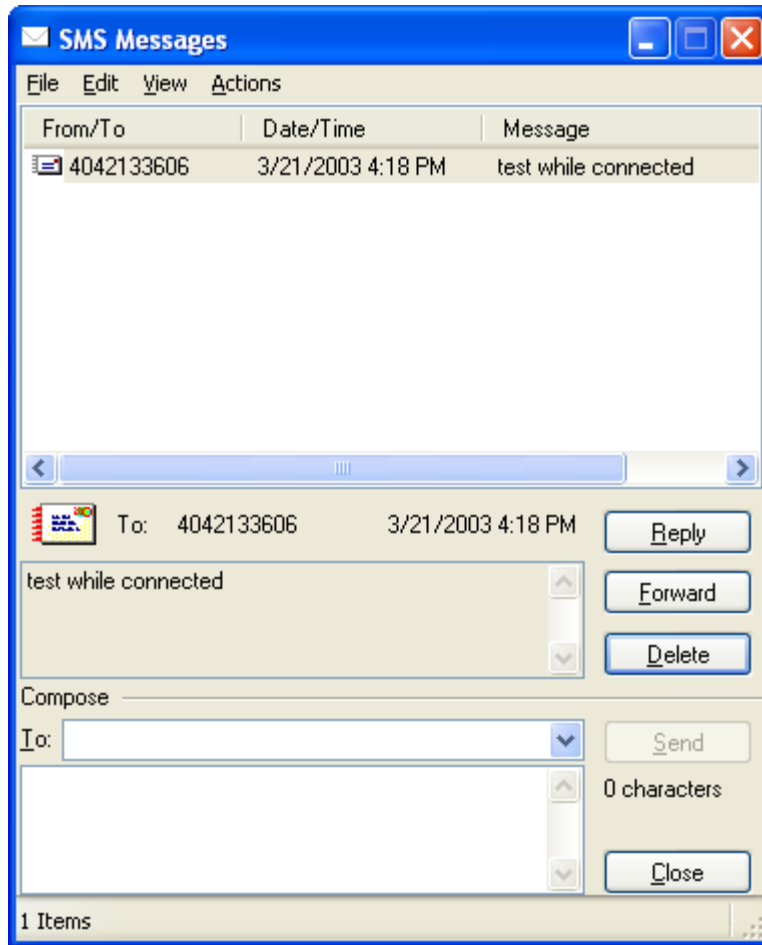 SMS Messages
File Edit View Actions
From/To Date/Time Message
4042133606 3/21/2003 4:18 PM test while connected
To: 4042133606 3/21/2003 4:18 PM Reply
test while connected
Forward
Delete
Compose
To: Send
0 characters
Close
1 Items